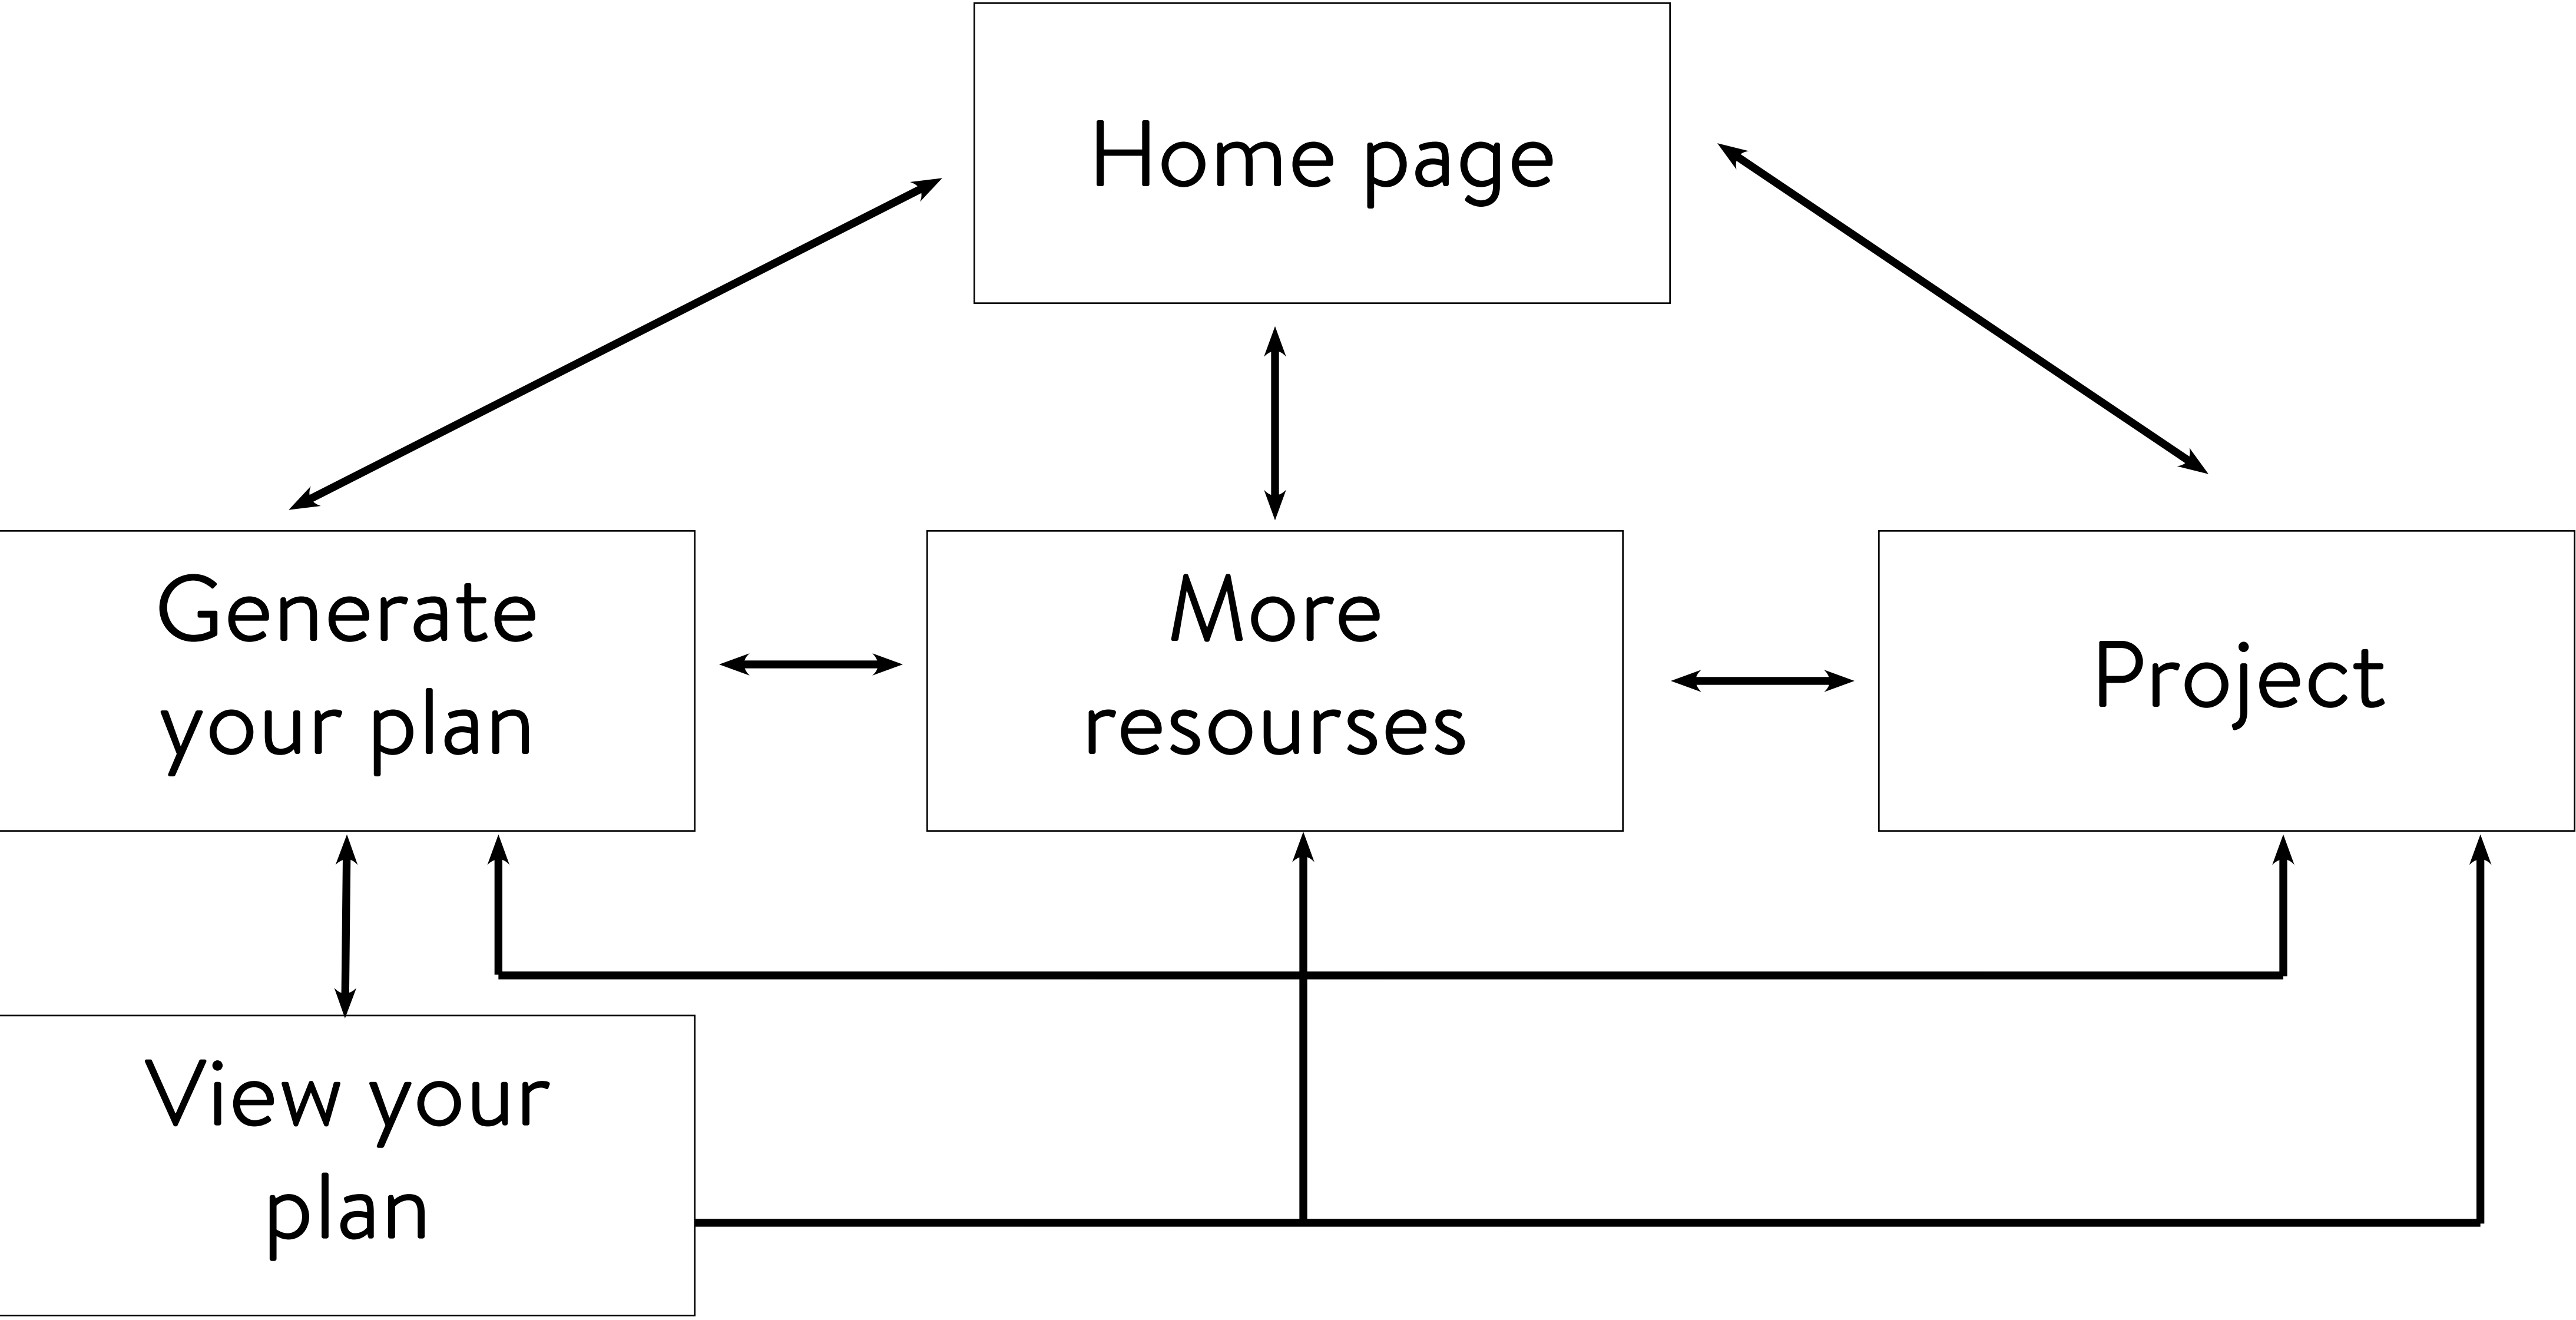 Home page
Generate
your plan
More
resourses
Project
View your
plan